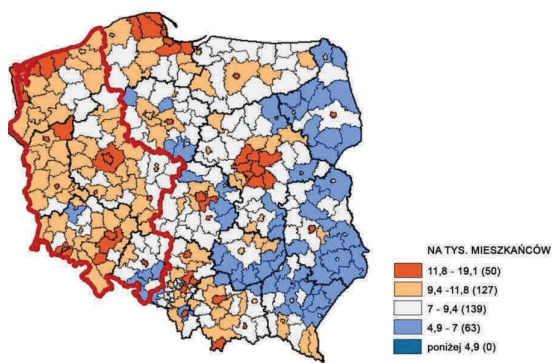 NA TYS. MIESZKAŃCÓW
11,8 - 19,1 (50)
9,4 -11,8 (127)
7 - 9,4 (139)
4,9 - 7 (63)
poniżej 4,9 (0)